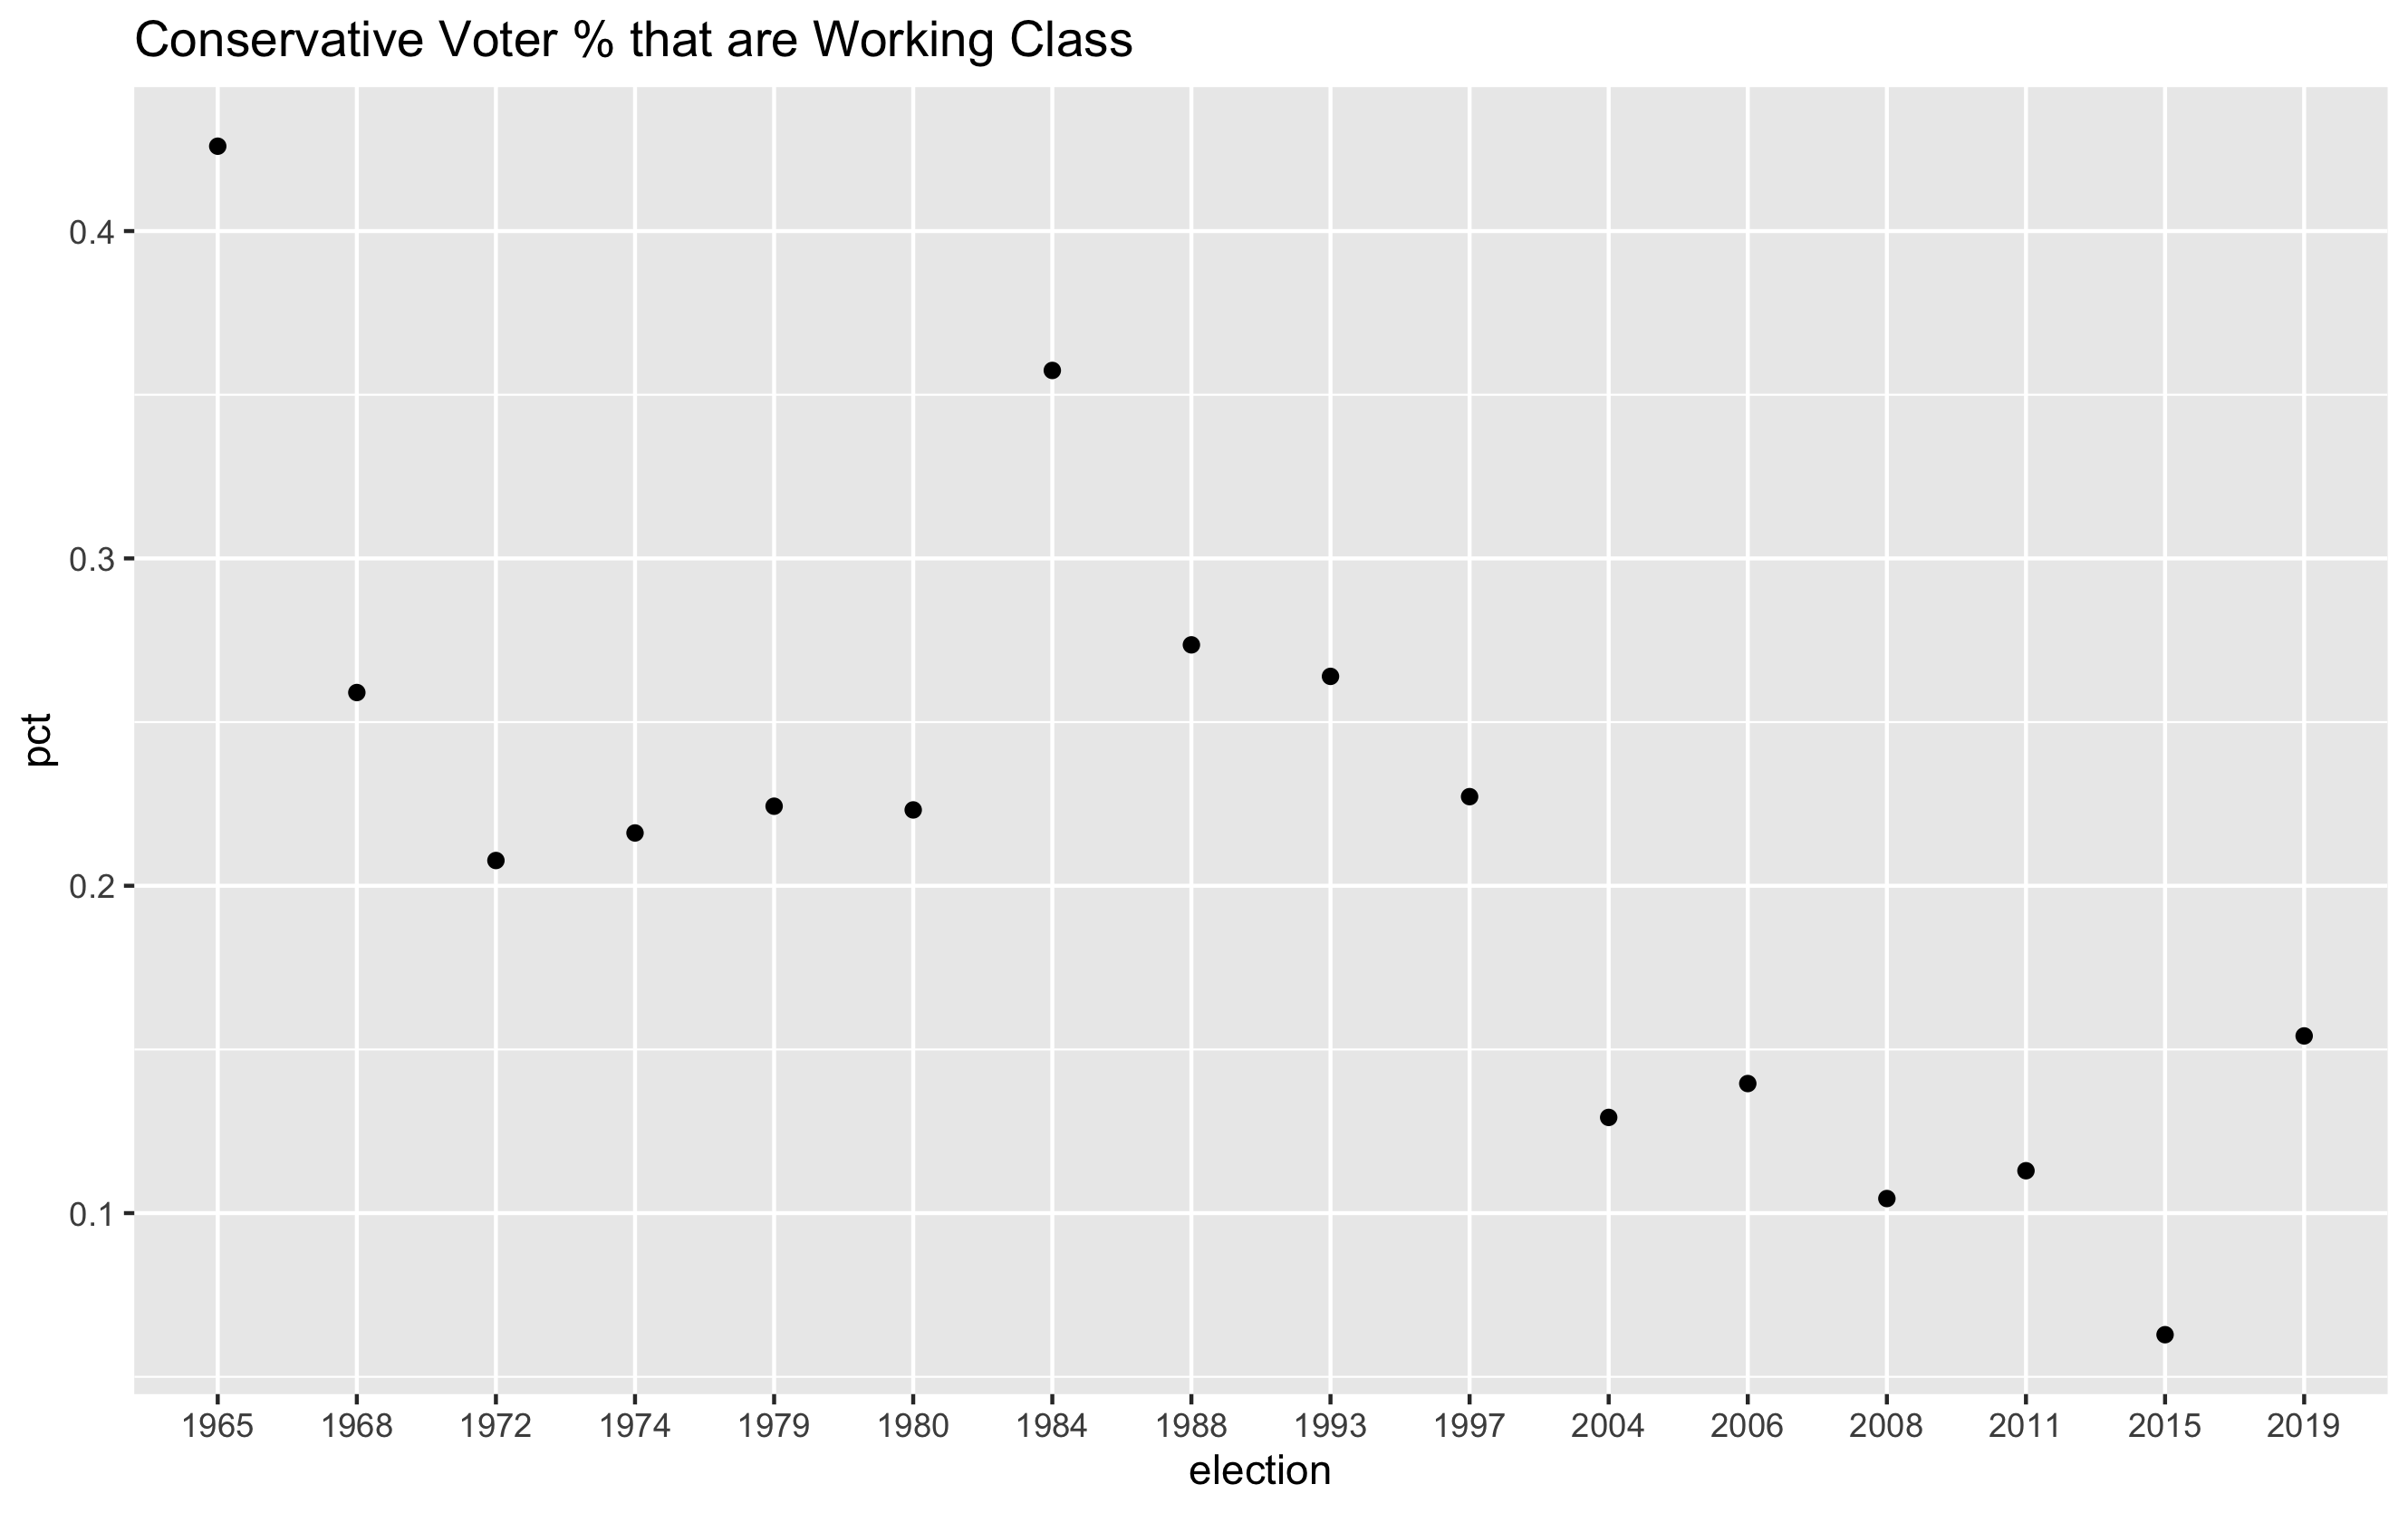 Conservative Voter % that are Working Class
0.4
0.3
0.2
0.1
pct
1965 1968 1972 1974 1979 1980 1984 1988 1993 1997 2004 2006 2008 2011 2015 2019
election